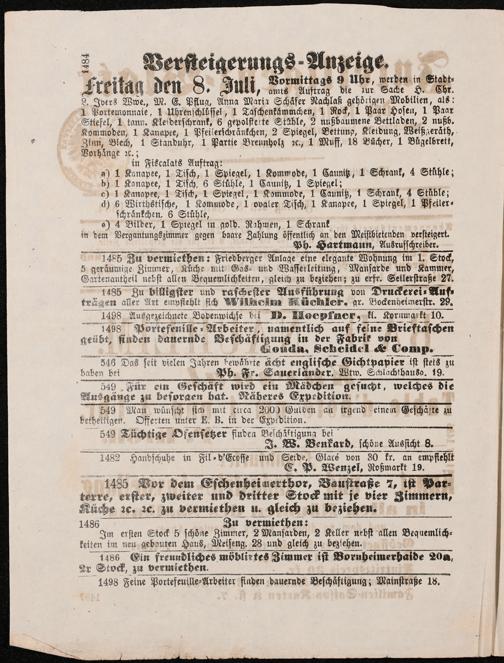 1484
Versteigerungs-Anzeige.
Freitag den 8. Juli, Vormittags 9 Uhr, werden in Stadt-
amts Auftrag die zur Sache H. Chr.
J. Ivers Wwe., M. E. Pflug, Anna Maria Schäfer Nachlaß gehörigen Mobilien, als:
1 Portemonnaie, 1 Uhrenschlüssel, 1 Taschenkämmchen, 1 Rock, 1 Paar Hosen, 1 Paar
Stiefel, 1 tann. Kleiderschrank, 6 gepolsterte Stühle, 2 nußbaumene Bettladen, 2 nußb.
Kommoden, 1 Kanapee, 1 Pfeilerschränkchen, 2 Spiegel, Bettung, Kleidung, Weißgeräth,
Zinn, Blech, 1 Standuhr, 1 Partie Brennholz ꝛc., 1 Muff, 18 Bücher, 1 Bügelbrett,
Vorhänge ꝛc.;
in Fiscalats Auftrag:
a) 1 Kanapee, 1 Tisch, 1 Spiegel, 1 Kommode, 1 Caunitz, 1 Schrank, 4 Stühle;
b) 1 Kanapee, 1 Tisch, 6 Stühle, 1 Caunitz, 1 Spiegel;
c) 1 Kanapee, 1 Tisch, 1 Spiegel, 1 Kommode, 1 Caunitz, 1 Schrank, 4 Stühle;
d) 6 Wirthstische, 1 Kommode, 1 ovaler Tisch, 1 Kanapee, 1 Spiegel, 1 Pfeiler-
schränkchen, 6 Stühle,
e) 4 Bilder, 1 Spiegel in gold. Rahmen, 1 Schrank
in dem Vergantungszimmer gegen baare Zahlung öffentlich an den Meistbietenden versteigert.
Ph. Hartmann, Ausrufschreiber.
1485 Zu vermiethen: Friedberger Anlage eine elegante Wohnung im 1. Stock,
5 geräumige Zimmer, Küche mit Gas- und Wasserleitung, Mansarde und Kammer,
Gartenantheil nebst allen Bequemlichkeiten, gleich zu beziehen; zu erfr. Seilerstraße 27.
1485 Zu billigster und raschester Ausführung von Druckerei-Auf-
trägen aller Art empfiehlt sich Wilhelm Küchler, gr. Bockenheimerstr. 29.
1498 Ausgezeichnete Bodenwichse bei D. Hoepfner, kl. Kornmarkt 10.
1498 Portefeuille-Arbeiter, namentlich auf feine Brieftaschen
geübt, finden dauernde Beschäftigung in der Fabrik von
Gouda, Scheidel & Comp.
546 Das seit vielen Jahren bewährte ächt englische Gichtpapier ist stets zu
haben bei Ph. Fr. Sauerländer, Wtw., Schlachthausg. 19.
549 Für ein Geschäft wird ein Mädchen gesucht, welches die
Ausgänge zu besorgen hat. Näheres Expedition.
549 Man wünscht sich mit circa 2000 Gulden an irgend einem Geschäfte zu
betheiligen. Offerten unter E. B. in der Expedition.
549 Tüchtige Ofensetzer finden Beschäftigung bei
J. W. Benkard, schöne Aussicht 8.
1482 Handschuhe in Fil-d'Ecosse und Seide, Glacé von 30 kr. an empfiehlt
C. P. Wenzel, Roßmarkt 19.
1485 Vor dem Eschenheimerthor, Baustraße 7, ist Par-
terre, erster, zweiter und dritter Stock mit je vier Zimmern,
Küche ꝛc. ꝛc. zu vermiethen u. gleich zu beziehen.
1486 Zu vermiethen:
Im ersten Stock 5 schöne Zimmer, 2 Mansarden, 2 Keller nebst allen Bequemlich-
keiten im neu gebauten Haus, Meiseng. 28 und gleich zu beziehen.
1486 Ein freundliches möblirtes Zimmer ist Bornheimerhaide 20a,
2r Stock, zu vermiethen.
1498 Feine Portefeuille-Arbeiter finden dauernde Beschäftigung; Mainstraße 18.